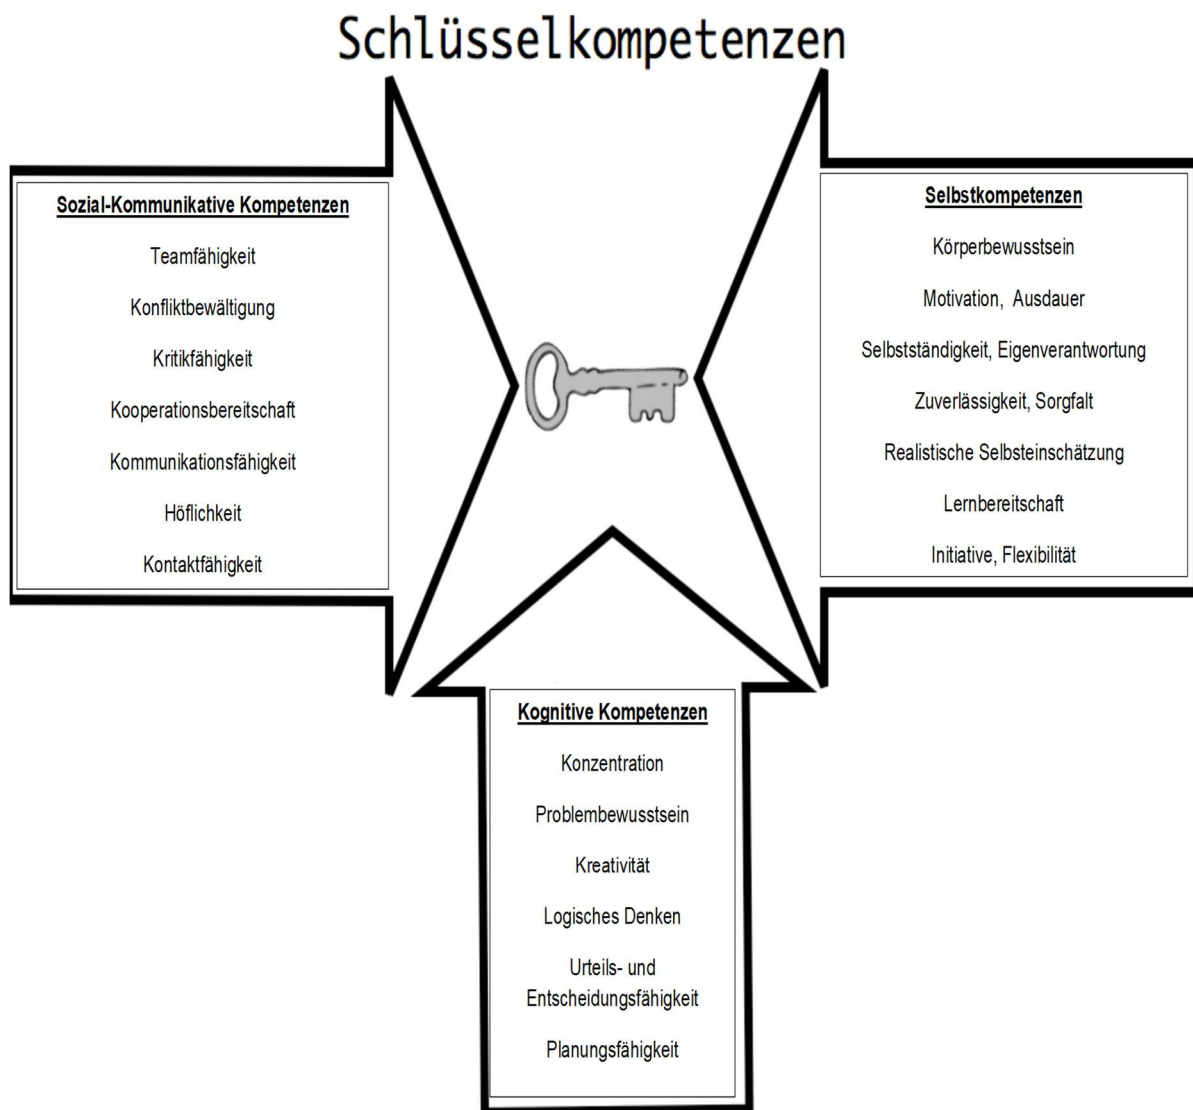 Schlüsselkompetenzen
Sozial-Kommunikative Kompetenzen
Teamfähigkeit
Konfliktbewältigung
Kritikfähigkeit
Kooperationsbereitschaft
Kommunikationsfähigkeit
Höflichkeit
Kontaktfähigkeit
Selbstkompetenzen
Körperbewusstsein
Motivation, Ausdauer
Selbstständigkeit, Eigenverantwortung
Zuverlässigkeit, Sorgfalt
Realistische Selbsteinschätzung
Lernbereitschaft
Initiative, Flexibilität
Kognitive Kompetenzen
Konzentration
Problembewusstsein
Kreativität
Logisches Denken
Urteils- und
Entscheidungsfähigkeit
Planungsfähigkeit